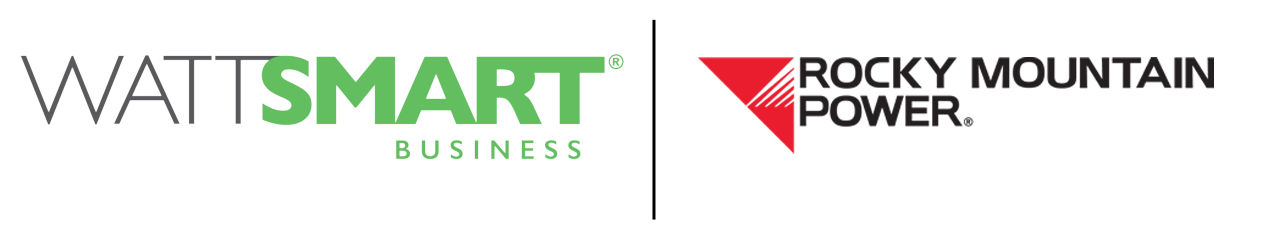 WATTSMART®
BUSINESS
ROCKY MOUNTAIN
POWER®